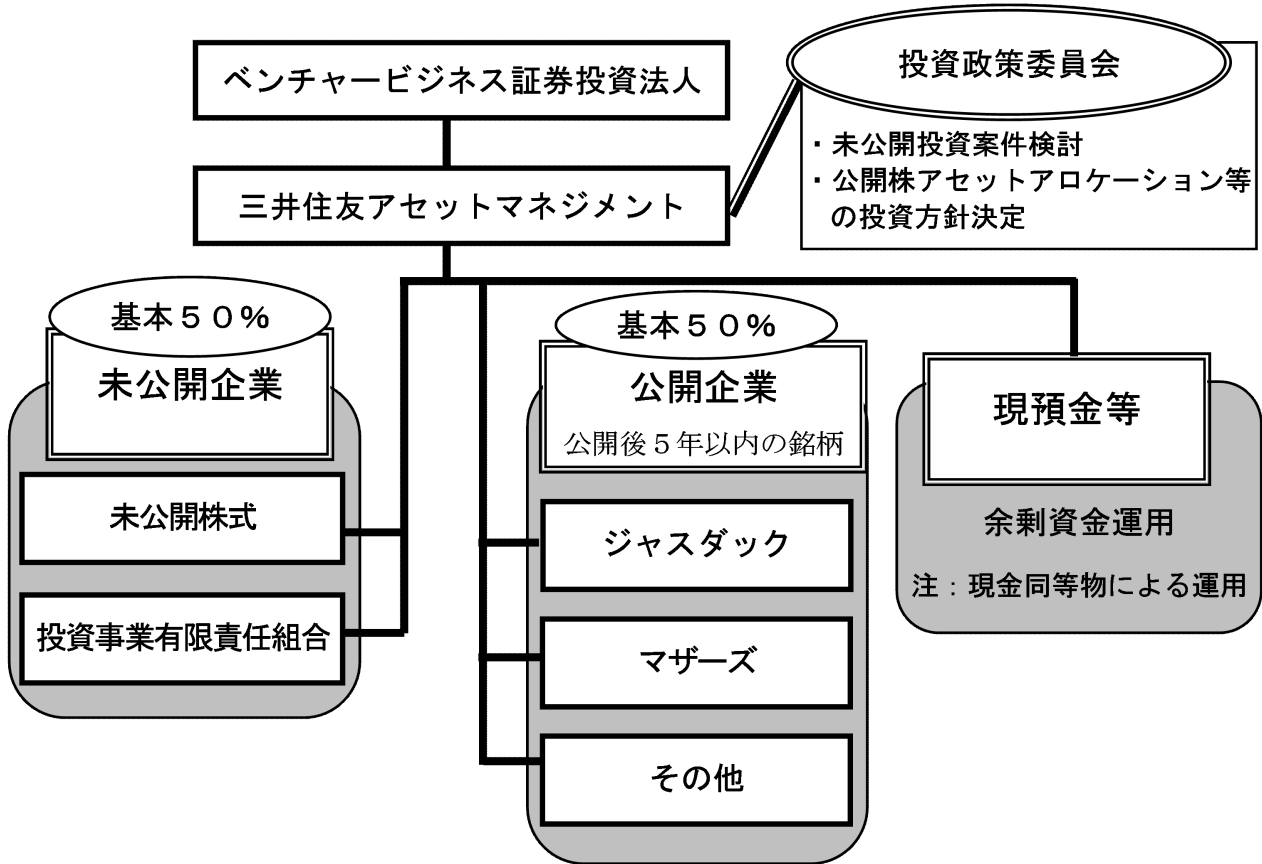 ベンチャービジネス証券投資法人
投資政策委員会
・未公開投資案件検討
・公開株アセットアロケーション等
の投資方針決定
三井住友アセットマネジメント
基本５０％
未公開企業
未公開株式
投資事業有限責任組合
基本５０％
公開企業
公開後５年以内の銘柄
ジャスダック
マザーズ
その他
現預金等
余剰資金運用
注：現金同等物による運用